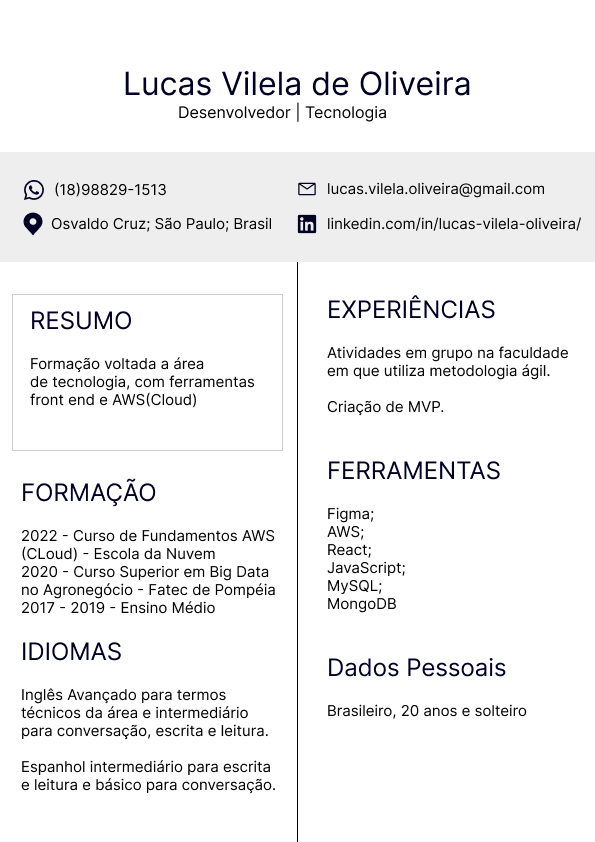 Lucas Vilela de Oliveira
Desenvolvedor | Tecnologia
(18)98829-1513
lucas.vilela.oliveira@gmail.com
Osvaldo Cruz; São Paulo; Brasil
linkedin.com/in/lucas-vilela-oliveira/
RESUMO
Formação voltada a área
de tecnologia, com ferramentas
front end e AWS(Cloud)
FORMAÇÃO
2022 - Curso de Fundamentos AWS
(CLoud) - Escola da Nuvem
2020 - Curso Superior em Big Data
no Agronegócio - Fatec de Pompéia
2017 - 2019 - Ensino Médio
IDIOMAS
Inglês Avançado para termos
técnicos da área e intermediário
para conversação, escrita e leitura.
Espanhol intermediário para escrita
e leitura e básico para conversação.
EXPERIÊNCIAS
Atividades em grupo na faculdade
em que utiliza metodologia ágil.
Criação de MVP.
FERRAMENTAS
Figma;
AWS;
React;
JavaScript;
MySQL;
MongoDB
Dados Pessoais
Brasileiro, 20 anos e solteiro